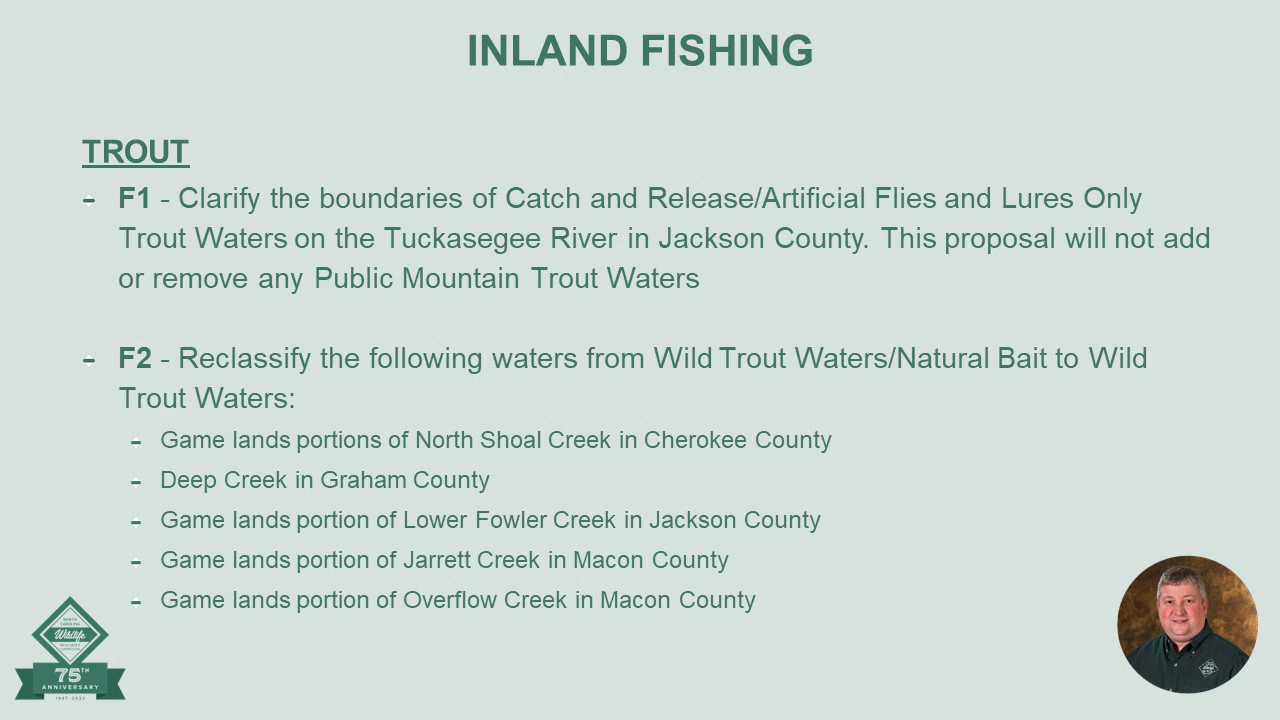 INLAND FISHING
TROUT
- F1 - Clarify the boundaries of Catch and Release/Artificial Flies and Lures Only
Trout Waters on the Tuckasegee River in Jackson County. This proposal will not add
or remove any Public Mountain Trout Waters
- F2 - Reclassify the following waters from Wild Trout Waters/Natural Bait to Wild
Trout Waters:
- Game lands portions of North Shoal Creek in Cherokee County
- Deep Creek in Graham County
- Game lands portion of Lower Fowler Creek in Jackson County
- Game lands portion of Jarrett Creek in Macon County
- Game lands portion of Overflow Creek in Macon County
NORTH
CAROLINA
Wildlife
RESOURCES
COMMISSION
75TH
ANNIVERSARY